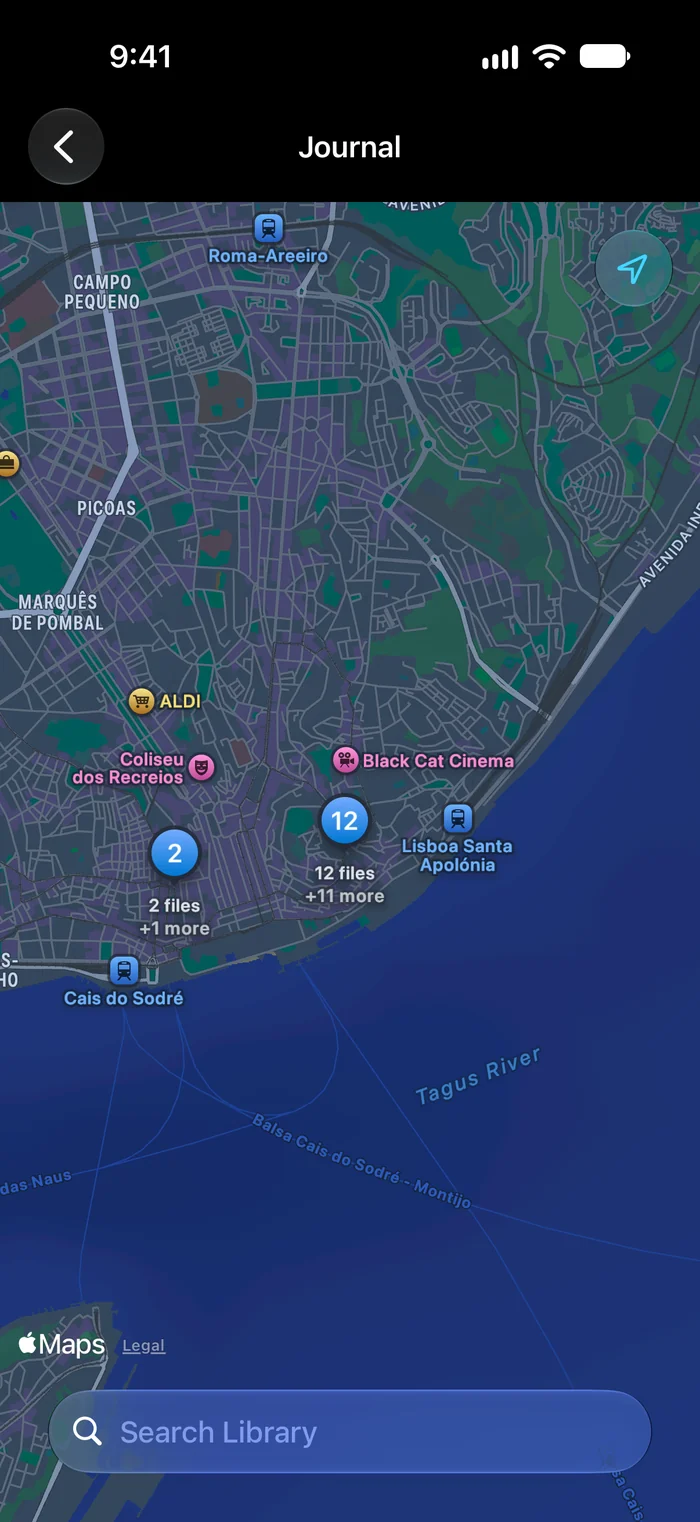 9:41
Journal
Roma-Areeiro
CAMPO
PEQUENO
PICOAS
MARQUÊS
DE POMBAL
ALDI
Coliseu
dos Recreios
Black Cat Cinema
12
Lisboa Santa
Apolónia
2
12 files
+11 more
2 files
+1 more
Cais do Sodré
Tagus River
Balsa Cais do Sodré - Montijo
das Naus
Maps
Legal
Search Library